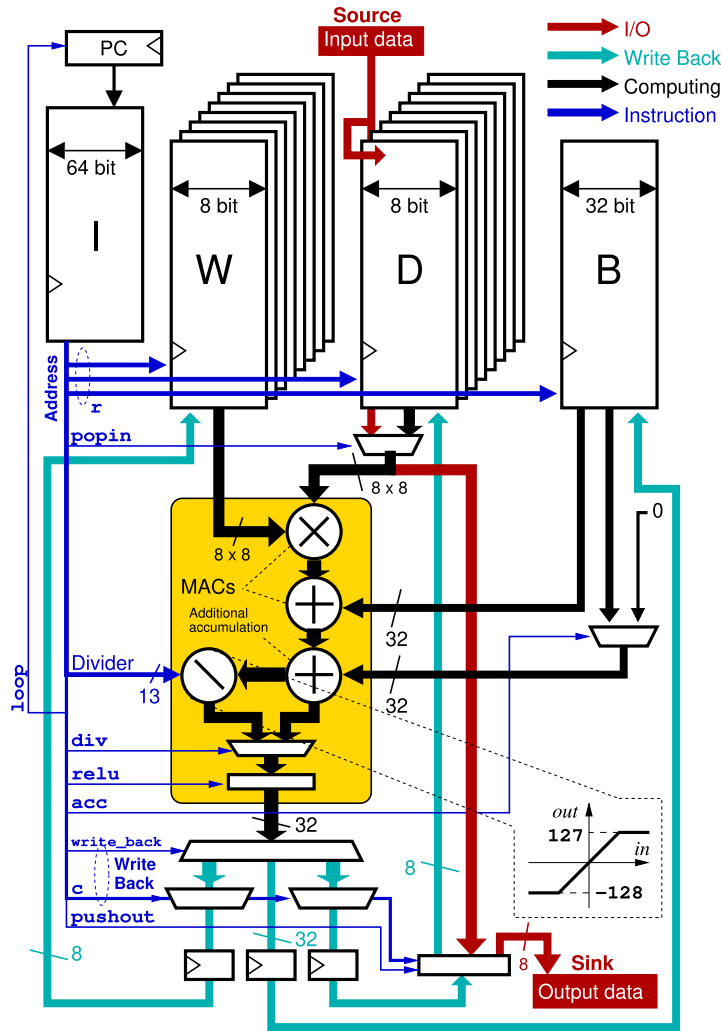 Source
Input data
PC
I/O
Write Back
Computing
Instruction
64 bit
8 bit
8 bit
32 bit
I
W
D
B
Address
r
popin
8 x 8
0
8 x 8
MACs
Additional
accumulation
32
Divider
13
32
loop
div
relu
acc
32
out
127
in
-128
write_back
Write
Back
8
c
pushout
32
8
8
Sink
Output data